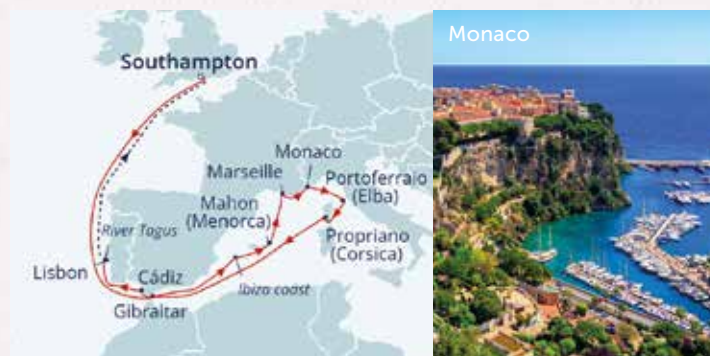 Southampton
Monaco
Marseille
Portoferraio
(Elba)
Mahon
(Menorca)
Propriano
(Corsica)
River Tagus
Lisbon
Cádiz
Ibiza coast
Gibraltar
Monaco